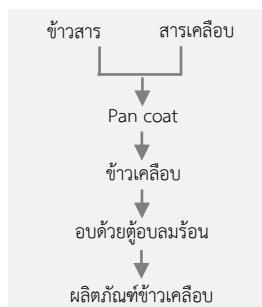 ข้าวสาร สารเคลือบ
Pan coat
ข้าวเคลือบ
อบด้วยตู้อบลมร้อน
ผลิตภัณฑ์ข้าวเคลือบ